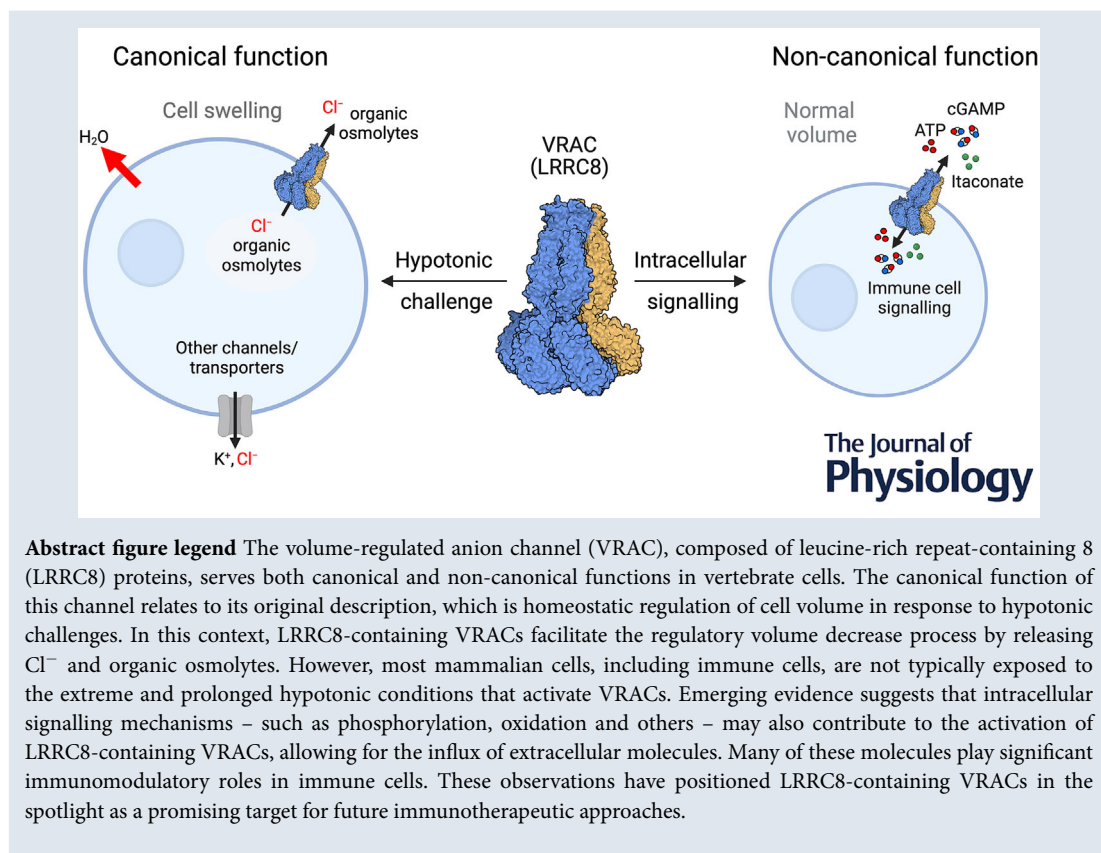 Canonical function
Non-canonical function
Cell swelling
Cl⁻ organic
osmolytes
H₂O
Cl⁻
organic
osmolytes
Other channels/
transporters
K⁺, Cl⁻
VRAC
(LRRC8)
Hypotonic
challenge
Intracellular
signalling
Normal
volume
cGAMP
ATP
Itaconate
Immune cell
signalling
The Journal of
Physiology
Abstract figure legend The volume-regulated anion channel (VRAC), composed of leucine-rich repeat-containing 8
(LRRC8) proteins, serves both canonical and non-canonical functions in vertebrate cells. The canonical function of
this channel relates to its original description, which is homeostatic regulation of cell volume in response to hypotonic
challenges. In this context, LRRC8-containing VRACs facilitate the regulatory volume decrease process by releasing
Cl⁻ and organic osmolytes. However, most mammalian cells, including immune cells, are not typically exposed to
the extreme and prolonged hypotonic conditions that activate VRACs. Emerging evidence suggests that intracellular
signalling mechanisms – such as phosphorylation, oxidation and others – may also contribute to the activation of
LRRC8-containing VRACs, allowing for the influx of extracellular molecules. Many of these molecules play significant
immunomodulatory roles in immune cells. These observations have positioned LRRC8-containing VRACs in the
spotlight as a promising target for future immunotherapeutic approaches.